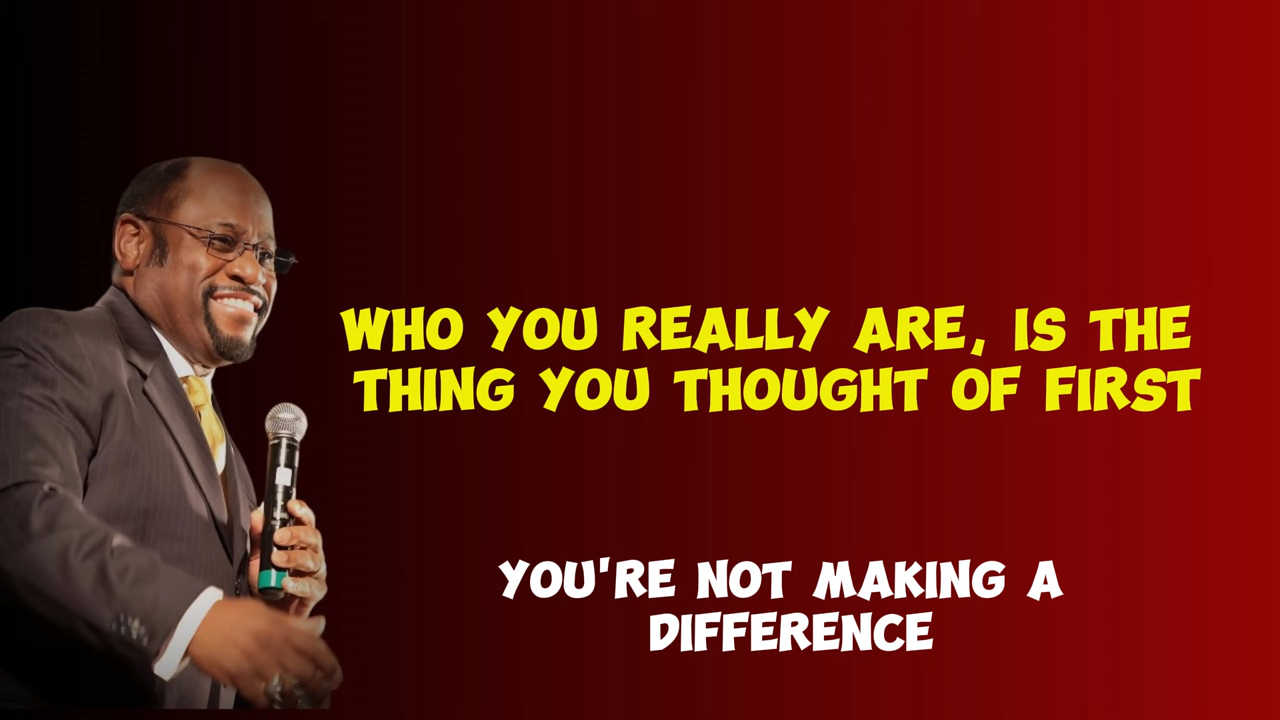 WHO YOU REALLY ARE, IS THE
THING YOU THOUGHT OF FIRST
YOU'RE NOT MAKING A
DIFFERENCE